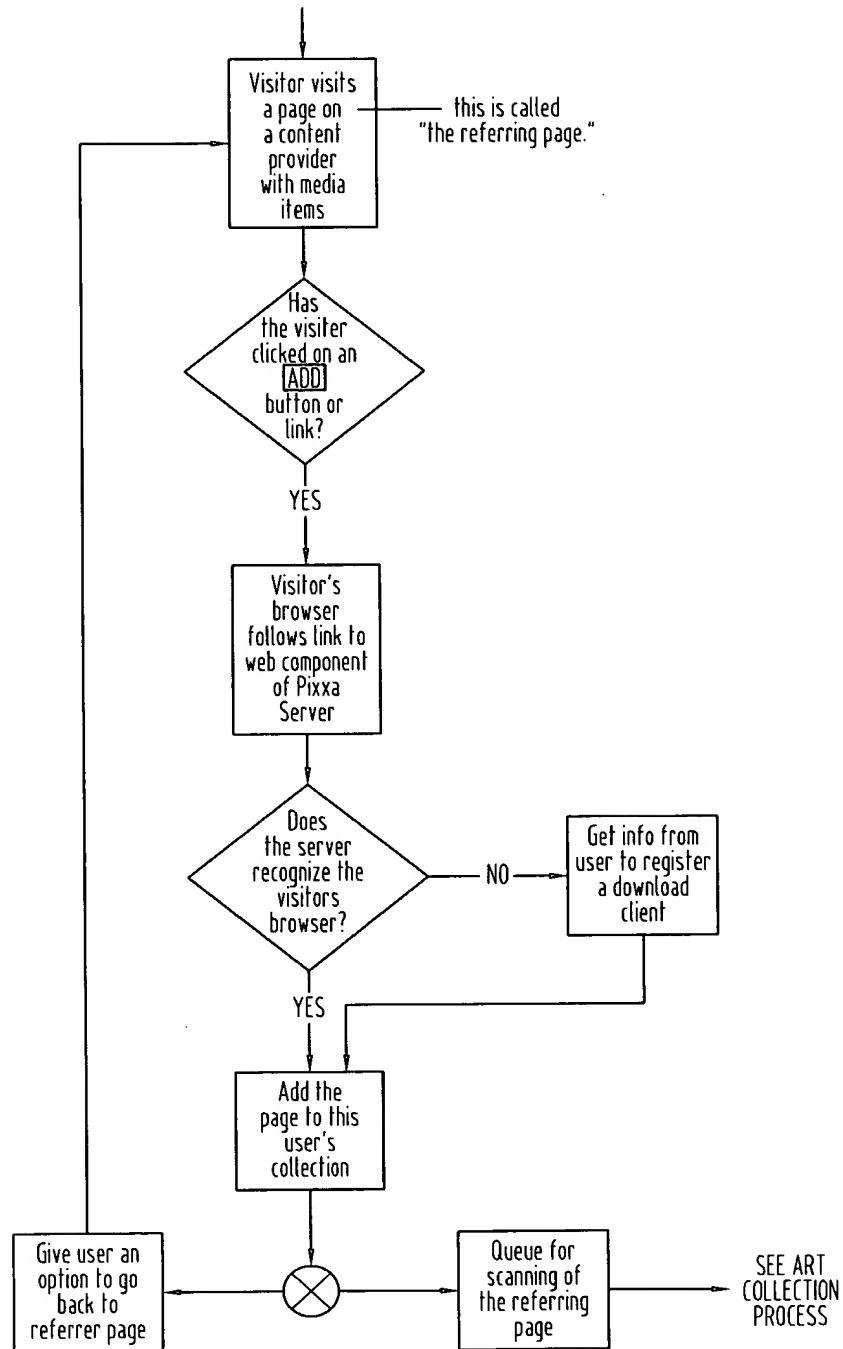 Visitor visits
a page on
a content
provider
with media
items
this is called
"the referring page."
Has
the visiter
clicked on an
ADD
button or
link?
YES
Visitor's
browser
follows link to
web component
of Pixxa
Server
Does
the server
recognize the
visitors
browser?
NO
Get info from
user to register
a download
client
YES
Add the
page to this
user's
collection
Give user an
option to go
back to
referrer page
Queue for
scanning of
the referring
page
SEE ART
COLLECTION
PROCESS